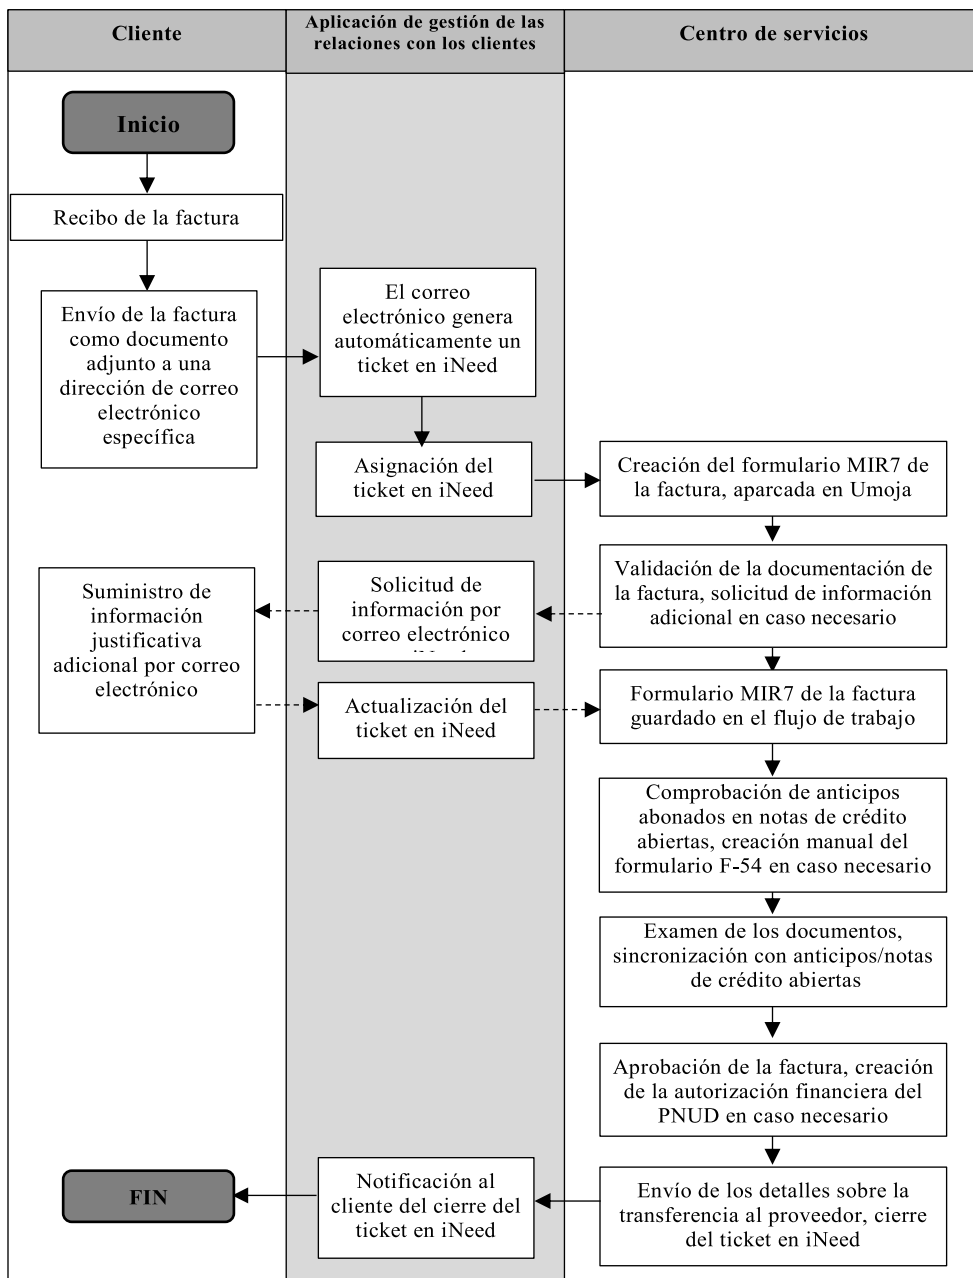 Cliente
Aplicación de gestión de las
relaciones con los clientes
Centro de servicios
Inicio
Recibo de la factura
Envío de la factura
como documento
adjunto a una
dirección de correo
electrónico
específica
El correo
electrónico genera
automáticamente un
ticket en iNeed
Asignación del
ticket en iNeed
Creación del formulario MIR7 de
la factura, aparcada en Umoja
Validación de la documentación de
la factura, solicitud de información
adicional en caso necesario
Solicitud de
información por
correo electrónico
Suministro de
información
justificativa
adicional por correo
electrónico
Actualización del
ticket en iNeed
Formulario MIR7 de la factura
guardado en el flujo de trabajo
Comprobación de anticipos
abonados en notas de crédito
abiertas, creación manual del
formulario F-54 en caso necesario
Examen de los documentos,
sincronización con anticipos/notas
de crédito abiertas
Aprobación de la factura, creación
de la autorización financiera del
PNUD en caso necesario
Envío de los detalles sobre la
transferencia al proveedor, cierre
del ticket en iNeed
Notificación al
cliente del cierre del
ticket en iNeed
FIN